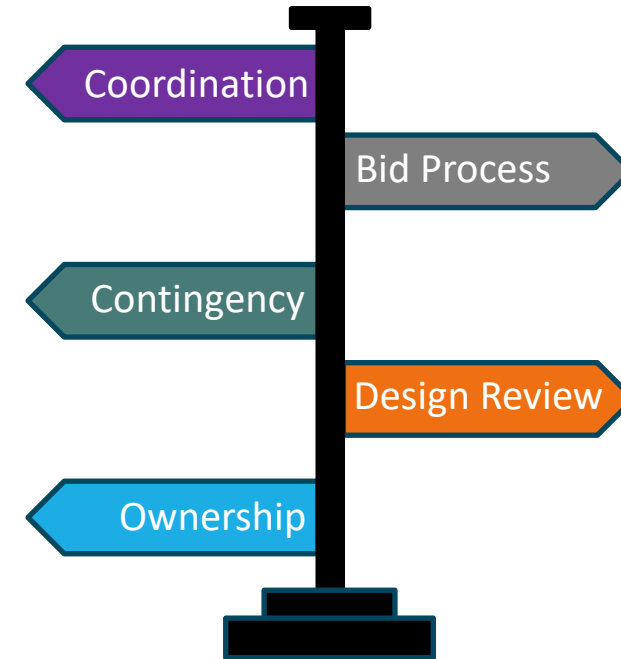 Coordination
Bid Process
Contingency
Design Review
Ownership